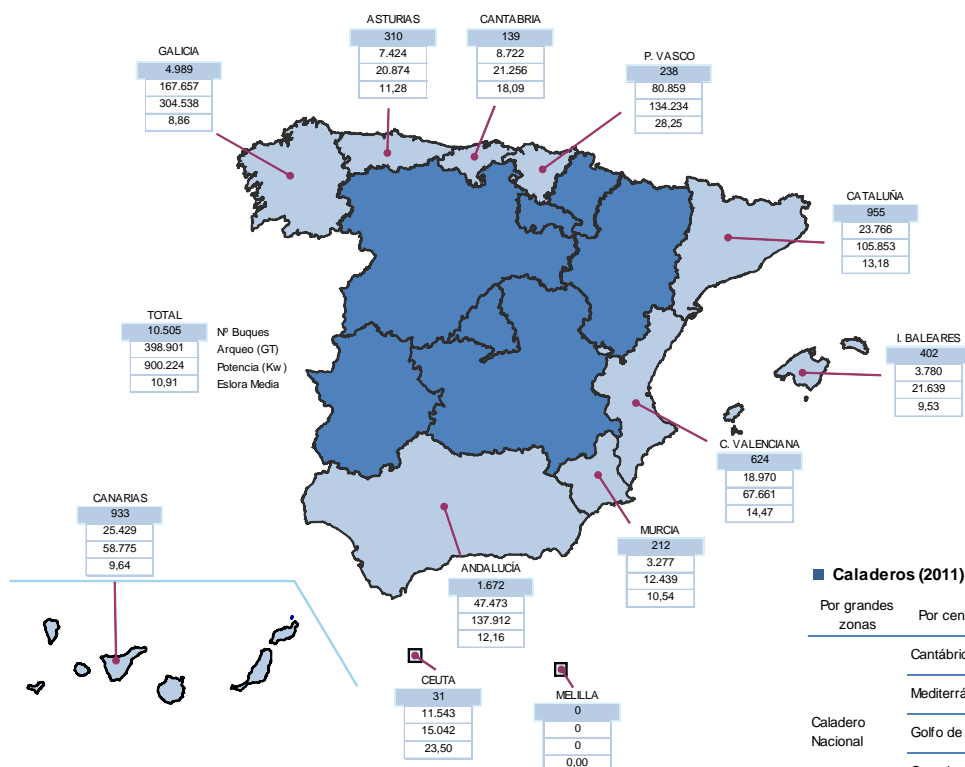 ASTURIAS
310
7.424
20.874
11,28
CANTABRIA
139
8.722
21.256
18,09
GALICIA
4.989
167.657
304.538
8,86
P. VASCO
238
80.859
134.234
28,25
CATALUÑA
955
23.766
105.853
13,18
TOTAL
10.505 Nº Buques
398.901 Arqueo (GT)
900.224 Potencia (Kw)
10,91 Eslora Media
I. BALEARES
402
3.780
21.639
9,53
C. VALENCIANA
624
18.970
67.661
14,47
CANARIAS
933
25.429
58.775
9,64
MURCIA
212
3.277
12.439
10,54
ANDALUCÍA
1.672
47.473
137.912
12,16
CEUTA
31
11.543
15.042
23,50
MELILLA
0
0
0
0,00
Caladeros (2011)
Por grandes zonas
Por cen
Cantábric
Mediterrá
Caladero Nacional
Golfo de